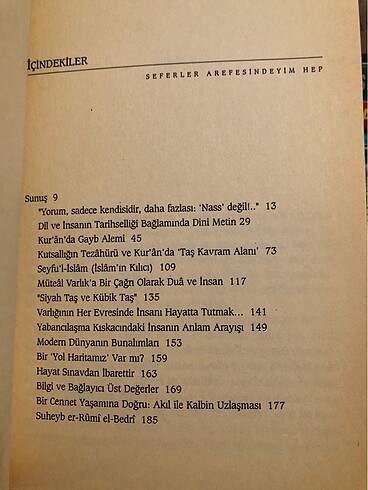 İÇİNDEKİLER
SEFERLER AREFESİNDEYİM HEP
Sunuş 9
"Yorum, sadece kendisidir, daha fazlası: 'Nass' değil!.." 13
Dil ve İnsanın Tarihselliği Bağlamında Dini Metin 29
Kur'ân'da Gayb Alemi 45
Kutsallığın Tezahürü ve Kur'ân'da 'Taş Kavram Alanı' 73
Seyfu'l-İslâm (İslâm'ın Kılıcı) 109
Müteâl Varlık'a Bir Çağrı Olarak Duâ ve İnsan 117
"Siyah Taş ve Kübik Taş" 135
Varlığının Her Evresinde İnsanı Hayatta Tutmak... 141
Yabancılaşma Kıskacındaki İnsanın Anlam Arayışı 149
Modern Dünyanın Bunalımları 153
Bir 'Yol Haritamız' Var mı? 159
Hayat Sınavdan İbarettir 163
Bilgi ve Bağlayıcı Üst Değerler 169
Bir Cennet Yaşamına Doğru: Akıl ile Kalbin Uzlaşması 177
Suheyb er-Rûmî el-Bedrî 185